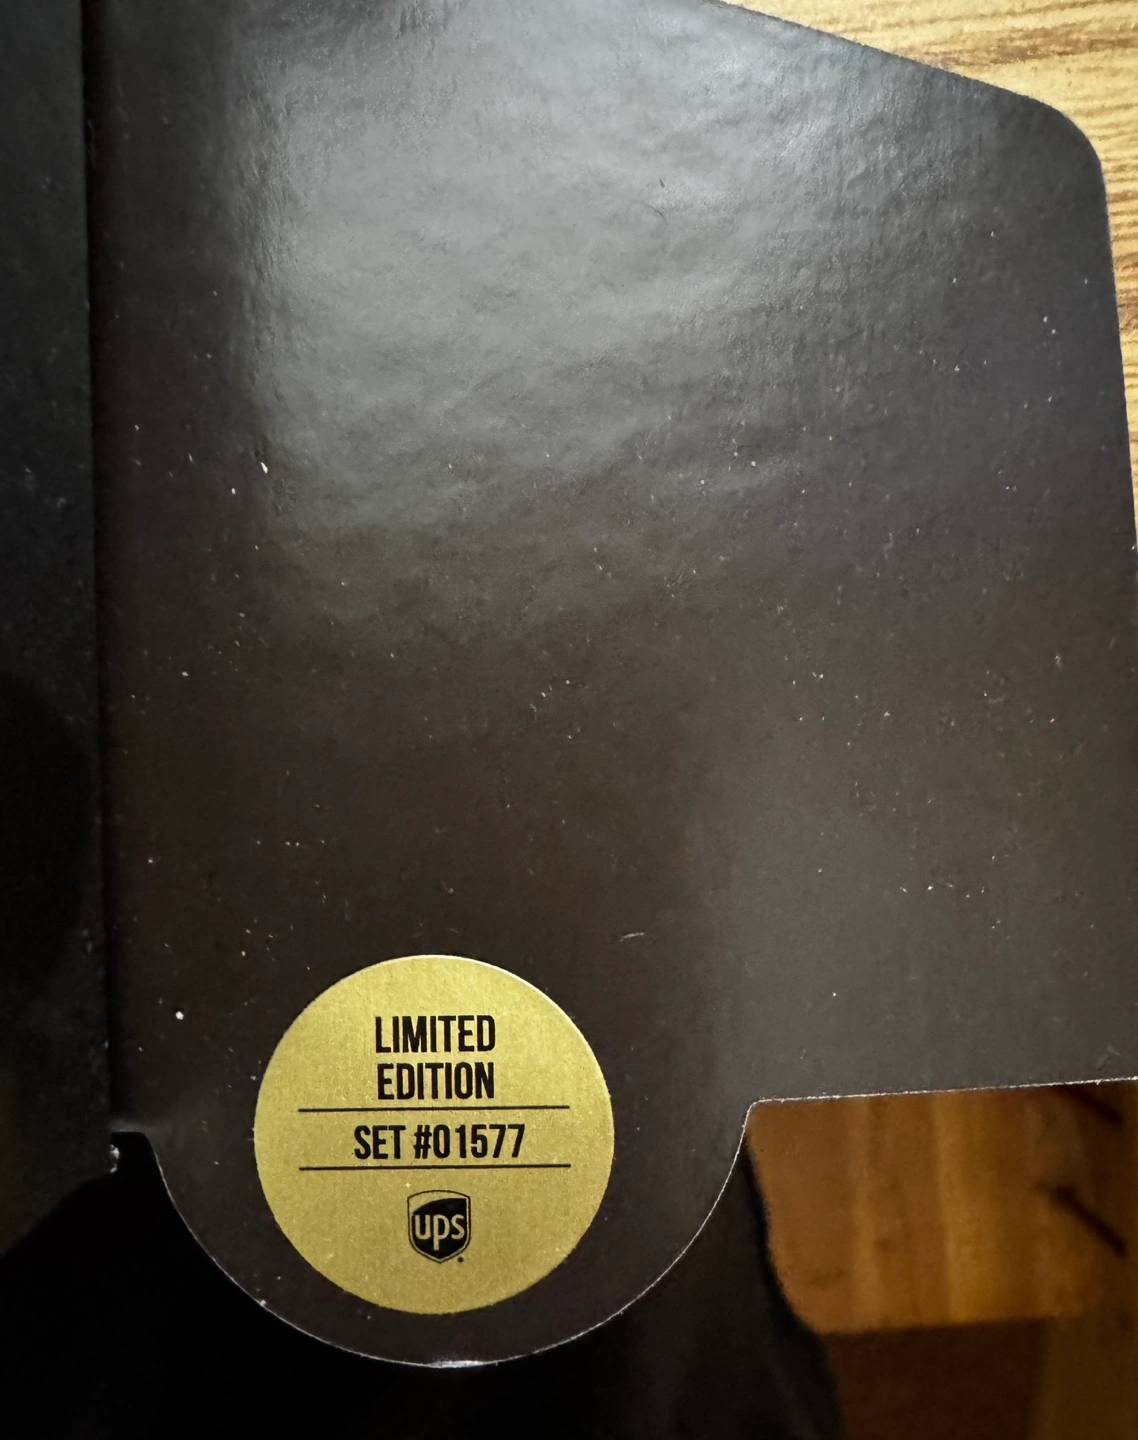 LIMITED
EDITION
SET #01577
ups